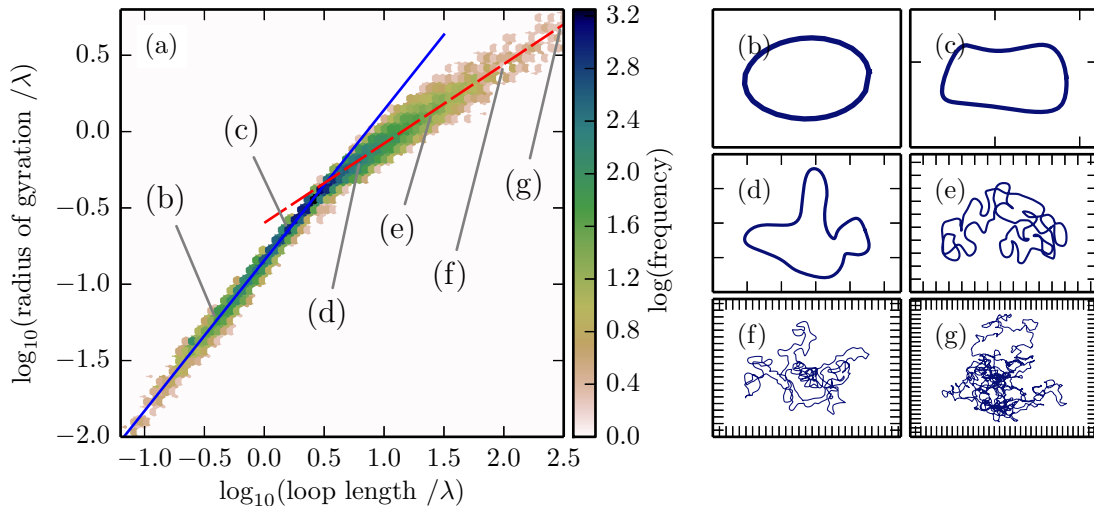 (a)
(b)
(c)
(d)
(e)
(f)
(g)
0.5
0.0
−0.5
−1.0
−1.5
−2.0
log₁₀(radius of gyration /λ)
−1.0 −0.5 0.0 0.5 1.0 1.5 2.0 2.5
log₁₀(loop length /λ)
3.2
2.8
2.4
2.0
1.6
1.2
0.8
0.4
0.0
log(frequency)
(b)
(c)
(d)
(e)
(f)
(g)